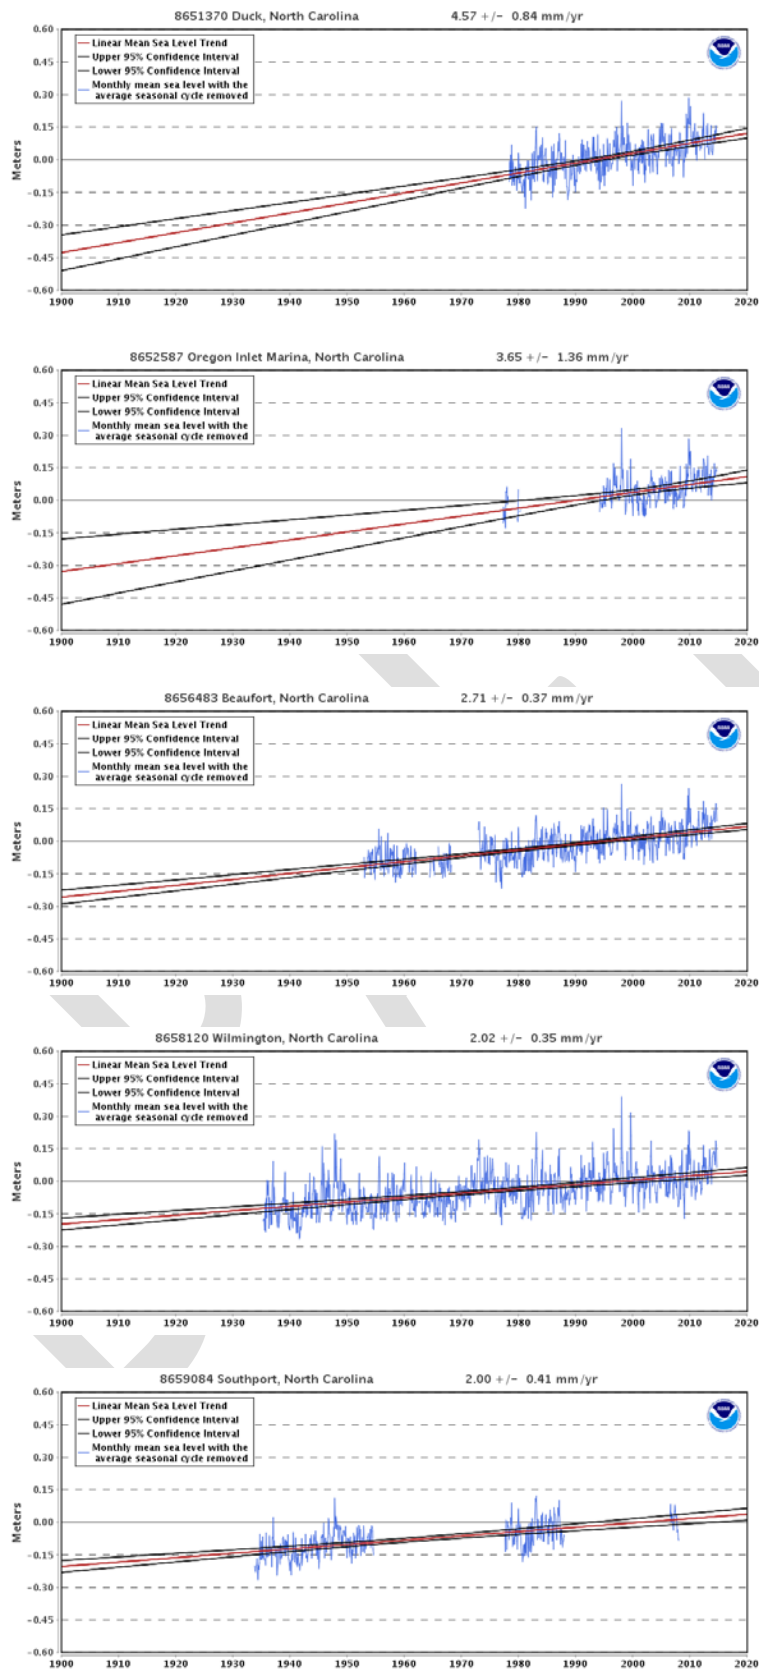 8651370 Duck, North Carolina 4.57 +/- 0.84 mm/yr
0.60
0.45
0.30
0.15
0.00
-0.15
-0.30
-0.45
-0.60
Meters
Linear Mean Sea Level Trend
Upper 95% Confidence Interval
Lower 95% Confidence Interval
Monthly mean sea level with the
average seasonal cycle removed
NOAA
1900 1910 1920 1930 1940 1950 1960 1970 1980 1990 2000 2010 2020
8652587 Oregon Inlet Marina, North Carolina 3.65 +/- 1.36 mm/yr
0.60
0.45
0.30
0.15
0.00
-0.15
-0.30
-0.45
-0.60
Meters
Linear Mean Sea Level Trend
Upper 95% Confidence Interval
Lower 95% Confidence Interval
Monthly mean sea level with the
average seasonal cycle removed
NOAA
1900 1910 1920 1930 1940 1950 1960 1970 1980 1990 2000 2010 2020
8656483 Beaufort, North Carolina 2.71 +/- 0.37 mm/yr
0.60
0.45
0.30
0.15
0.00
-0.15
-0.30
-0.45
-0.60
Meters
Linear Mean Sea Level Trend
Upper 95% Confidence Interval
Lower 95% Confidence Interval
Monthly mean sea level with the
average seasonal cycle removed
NOAA
1900 1910 1920 1930 1940 1950 1960 1970 1980 1990 2000 2010 2020
8658120 Wilmington, North Carolina 2.02 +/- 0.35 mm/yr
0.60
0.45
0.30
0.15
0.00
-0.15
-0.30
-0.45
-0.60
Meters
Linear Mean Sea Level Trend
Upper 95% Confidence Interval
Lower 95% Confidence Interval
Monthly mean sea level with the
average seasonal cycle removed
NOAA
1900 1910 1920 1930 1940 1950 1960 1970 1980 1990 2000 2010 2020
8659084 Southport, North Carolina 2.00 +/- 0.41 mm/yr
0.60
0.45
0.30
0.15
0.00
-0.15
-0.30
-0.45
-0.60
Meters
Linear Mean Sea Level Trend
Upper 95% Confidence Interval
Lower 95% Confidence Interval
Monthly mean sea level with the
average seasonal cycle removed
NOAA
1900 1910 1920 1930 1940 1950 1960 1970 1980 1990 2000 2010 2020